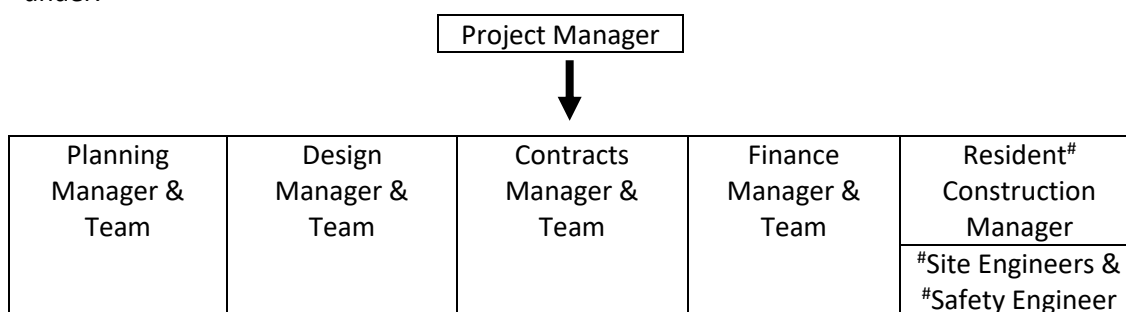 Project Manager
Planning
Manager &
Team
Design
Manager &
Team
Contracts
Manager &
Team
Finance
Manager &
Team
Resident#
Construction
Manager
#Site Engineers &
#Safety Engineer